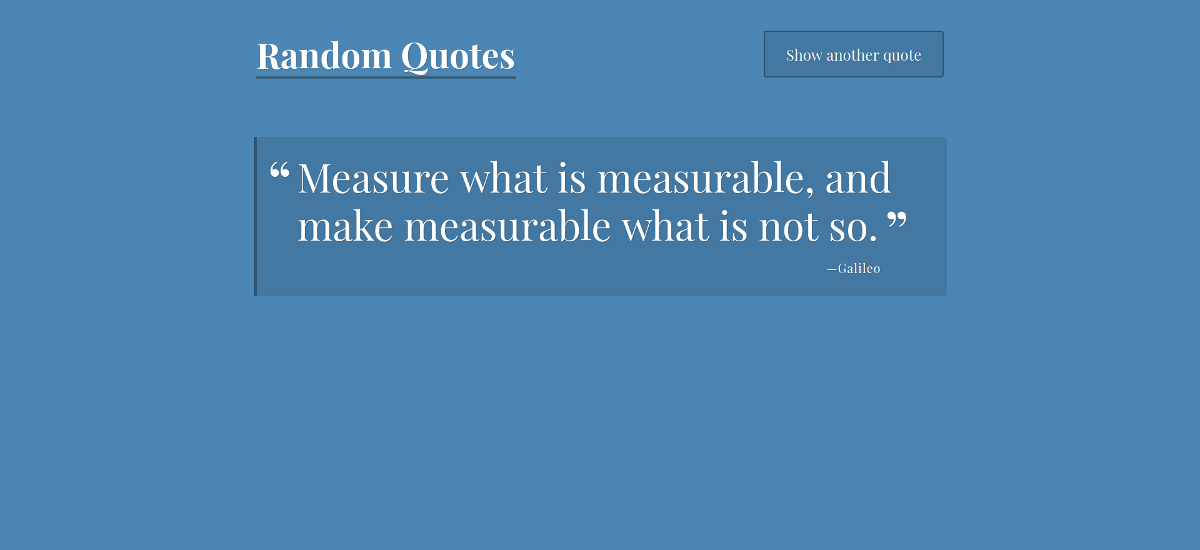 Random Quotes
Show another quote
“ Measure what is measurable, and
make measurable what is not so. ”
—Galileo